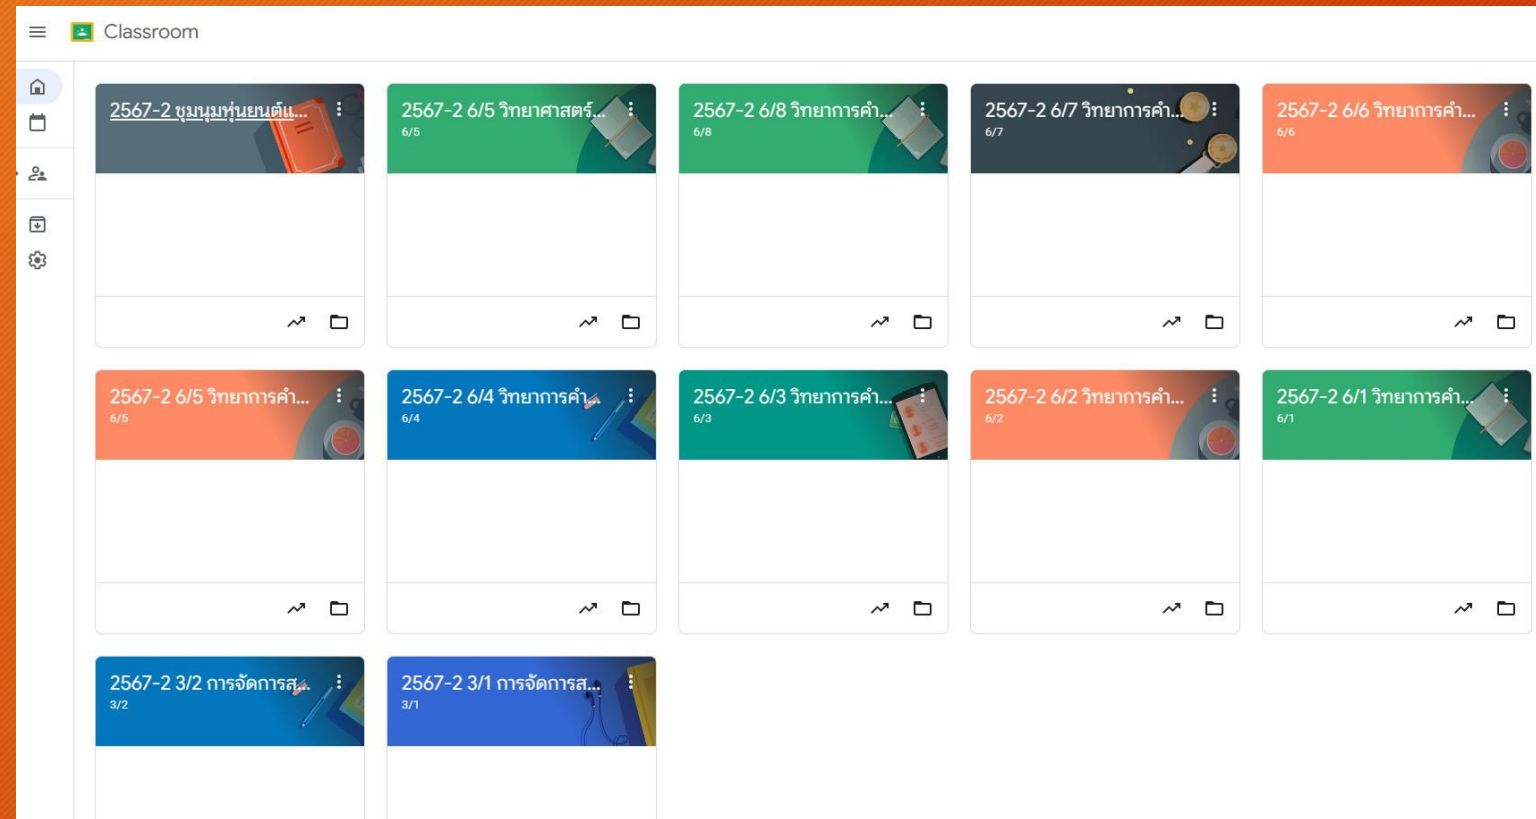 Classroom
2567-2 ชุมนุมหุ่นยนต์แ...
2567-2 6/5 วิทยาศาสตร์...
6/5
2567-2 6/8 วิทยาการคำ...
6/8
2567-2 6/7 วิทยาการคำ...
6/7
2567-2 6/6 วิทยาการคำ...
6/6
2567-2 6/5 วิทยาการคำ...
6/5
2567-2 6/4 วิทยาการคำ...
6/4
2567-2 6/3 วิทยาการคำ...
6/3
2567-2 6/2 วิทยาการคำ...
6/2
2567-2 6/1 วิทยาการคำ...
6/1
2567-2 3/2 การจัดการส...
3/2
2567-2 3/1 การจัดการส...
3/1